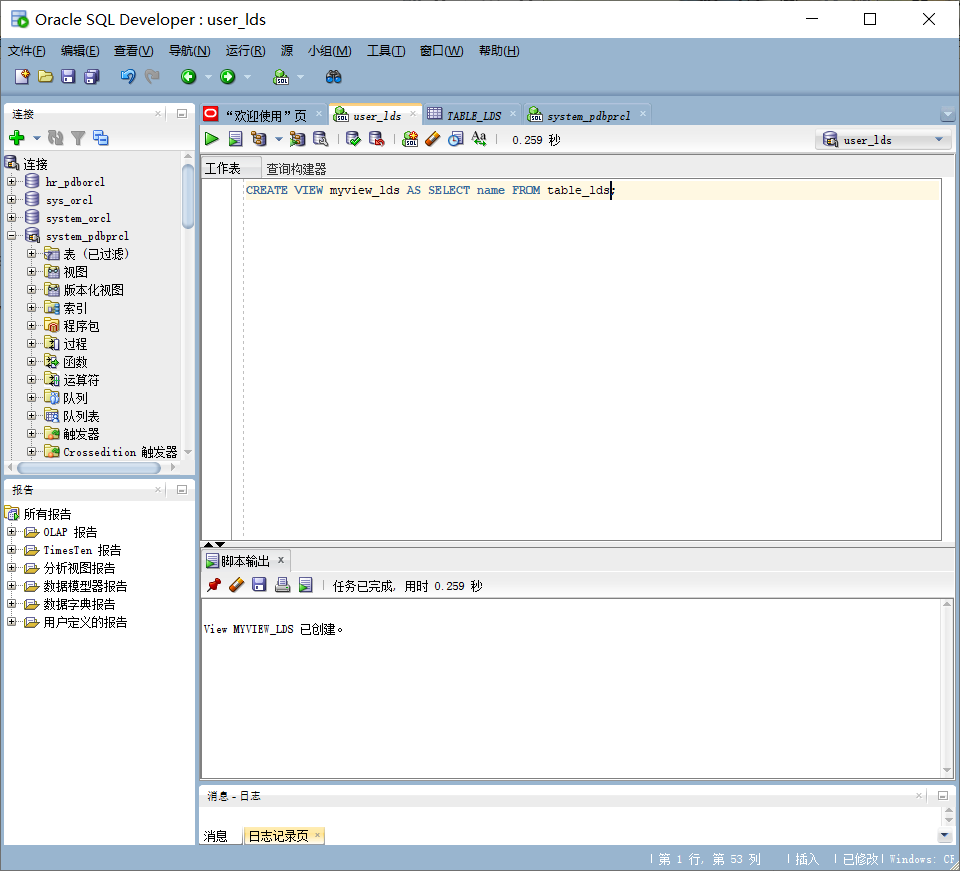 Oracle SQL Developer : user_lds
文件(F) 编辑(E) 查看(V) 导航(N) 运行(R) 源 小组(M) 工具(T) 窗口(W) 帮助(H)
连接
连接
hr_pdborcl
sys_orcl
system_orcl
system_pdbprcl
表 (已过滤)
视图
版本化视图
索引
程序包
过程
函数
运算符
队列
队列表
触发器
Crossedition 触发器
报告
所有报告
OLAP 报告
TimesTen 报告
分析视图报告
数据模型器报告
数据字典报告
用户定义的报告
“欢迎使用”页 user_lds TABLE_LDS system_pdbprcl
0.259 秒 user_lds
工作表 查询构建器
CREATE VIEW myview_lds AS SELECT name FROM table_lds;
脚本输出 x
任务已完成, 用时 0.259 秒
View MYVIEW_LDS 已创建。
消息 - 日志
消息 日志记录页
第 1 行, 第 53 列 插入 已修改 Windows: CR